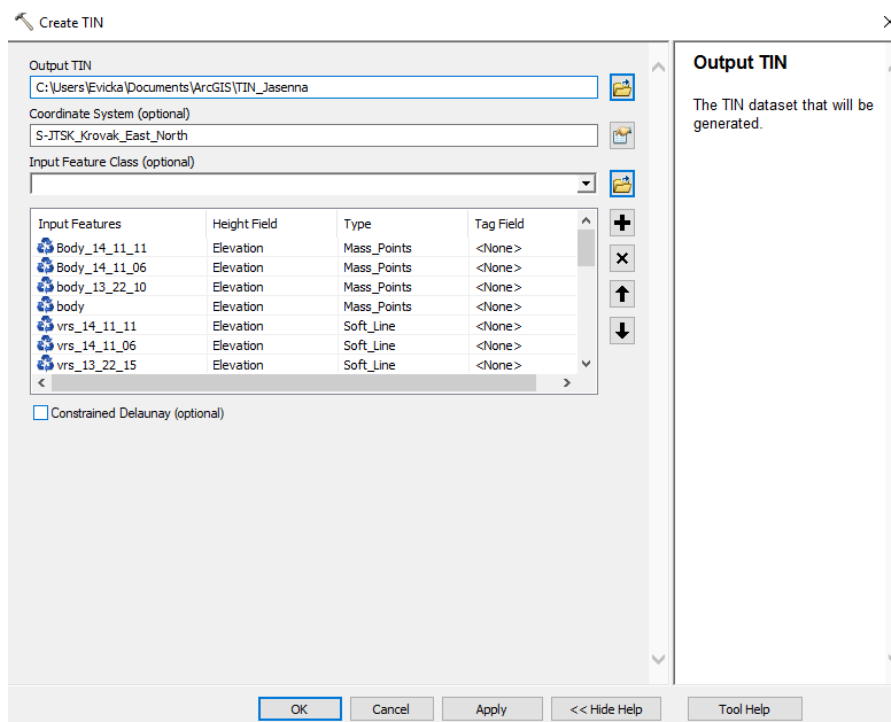 Create TIN
Output TIN
C:\Users\Evicka\Documents\ArcGIS\TIN_Jasenna
Coordinate System (optional)
S-JTSK_Krovak_East_North
Input Feature Class (optional)
Input Features Height Field Type Tag Field
Body_14_11_11 Elevation Mass_Points <None>
Body_14_11_06 Elevation Mass_Points <None>
body_13_22_10 Elevation Mass_Points <None>
body Elevation Mass_Points <None>
vrs_14_11_11 Elevation Soft_Line <None>
vrs_14_11_06 Elevation Soft_Line <None>
vrs_13_22_15 Elevation Soft_Line <None>
Constrained Delaunay (optional)
OK Cancel Apply << Hide Help Tool Help
Output TIN
The TIN dataset that will be
generated.